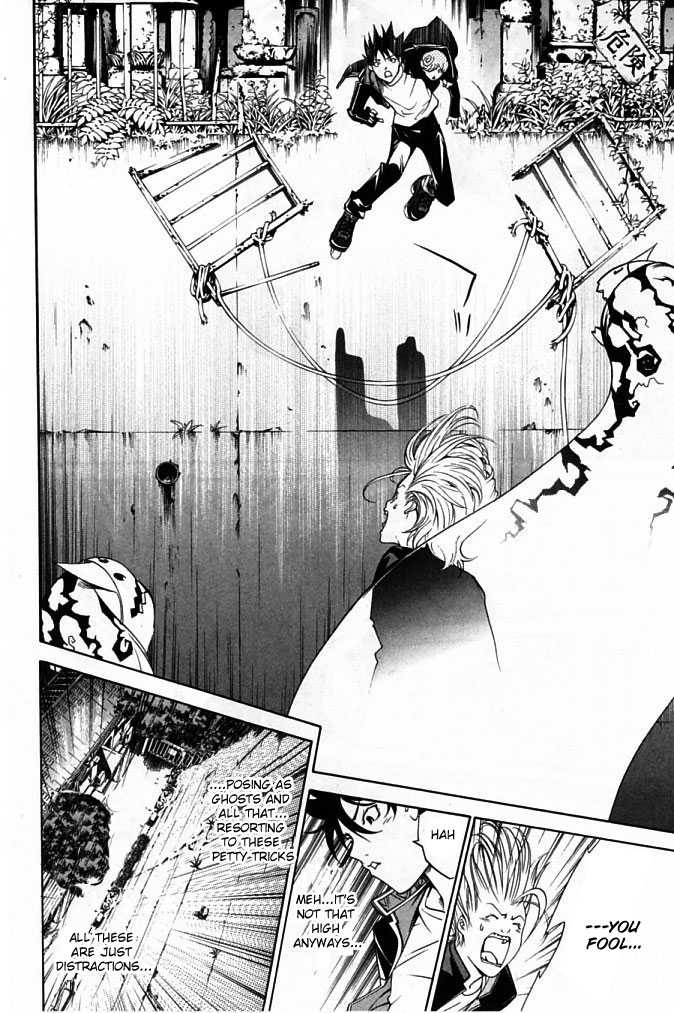 危険
---YOU
FOOL...
HAH
MEH...IT'S
NOT THAT
HIGH
ANYWAYS...
....POSING AS
GHOSTS AND
ALL THAT...
RESORTING
TO THESE
PETTY-TRICKS
ALL THESE
ARE JUST
DISTRACTIONS...